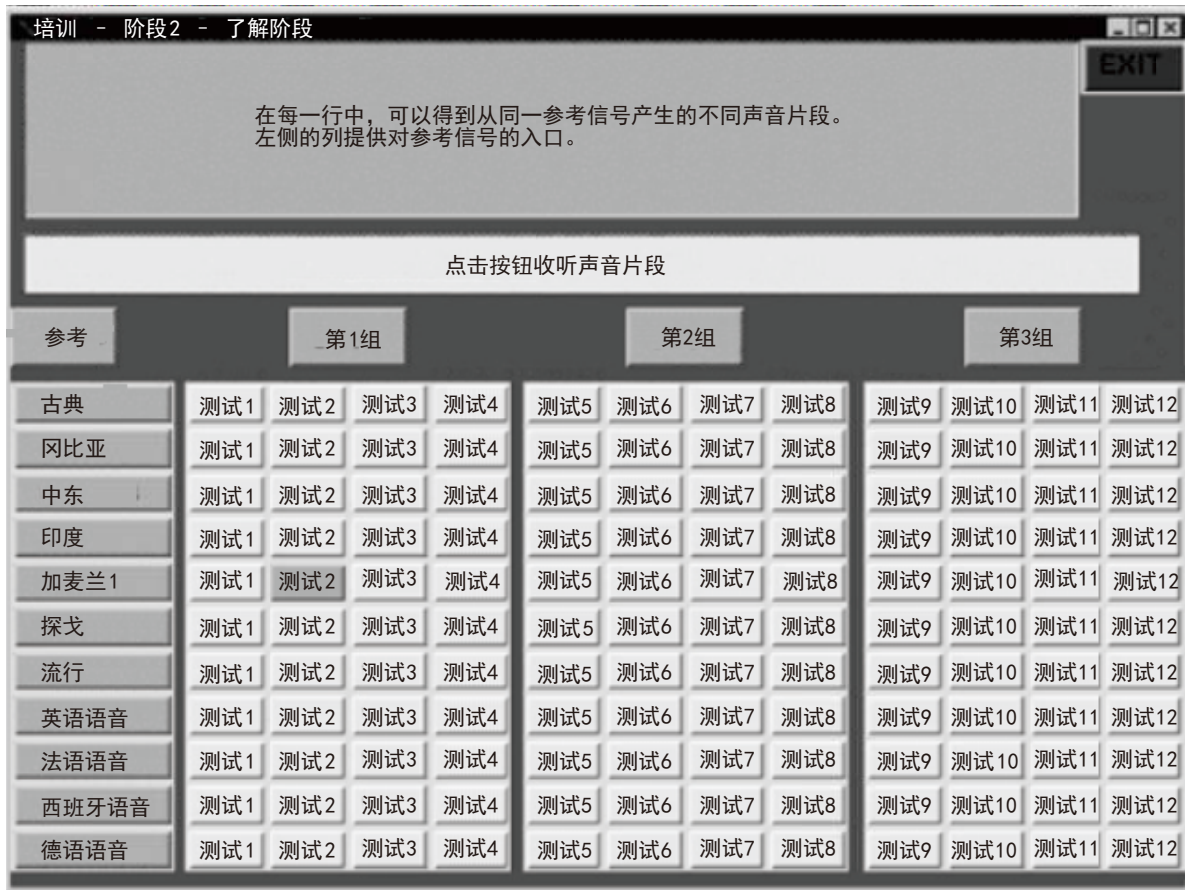 培训 - 阶段2 - 了解阶段
EXIT
在每一行中，可以得到从同一参考信号产生的不同声音片段。
左侧的列提供对参考信号的入口。
点击按钮收听声音片段
参考 第1组 第2组 第3组
古典 测试1 测试2 测试3 测试4 测试5 测试6 测试7 测试8 测试9 测试10 测试11 测试12
冈比亚 测试1 测试2 测试3 测试4 测试5 测试6 测试7 测试8 测试9 测试10 测试11 测试12
中东 测试1 测试2 测试3 测试4 测试5 测试6 测试7 测试8 测试9 测试10 测试11 测试12
印度 测试1 测试2 测试3 测试4 测试5 测试6 测试7 测试8 测试9 测试10 测试11 测试12
加麦兰1 测试1 测试2 测试3 测试4 测试5 测试6 测试7 测试8 测试9 测试10 测试11 测试12
探戈 测试1 测试2 测试3 测试4 测试5 测试6 测试7 测试8 测试9 测试10 测试11 测试12
流行 测试1 测试2 测试3 测试4 测试5 测试6 测试7 测试8 测试9 测试10 测试11 测试12
英语语音 测试1 测试2 测试3 测试4 测试5 测试6 测试7 测试8 测试9 测试10 测试11 测试12
法语语音 测试1 测试2 测试3 测试4 测试5 测试6 测试7 测试8 测试9 测试10 测试11 测试12
西班牙语音 测试1 测试2 测试3 测试4 测试5 测试6 测试7 测试8 测试9 测试10 测试11 测试12
德语语音 测试1 测试2 测试3 测试4 测试5 测试6 测试7 测试8 测试9 测试10 测试11 测试12